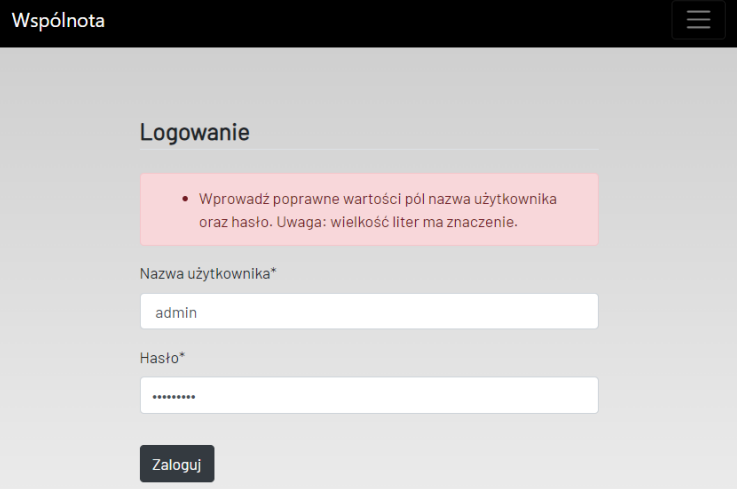 Wspólnota
Logowanie
Wprowadź poprawne wartości pól nazwa użytkownika
oraz hasło. Uwaga: wielkość liter ma znaczenie.
Nazwa użytkownika*
admin
Hasło*
•••••••••
Zaloguj